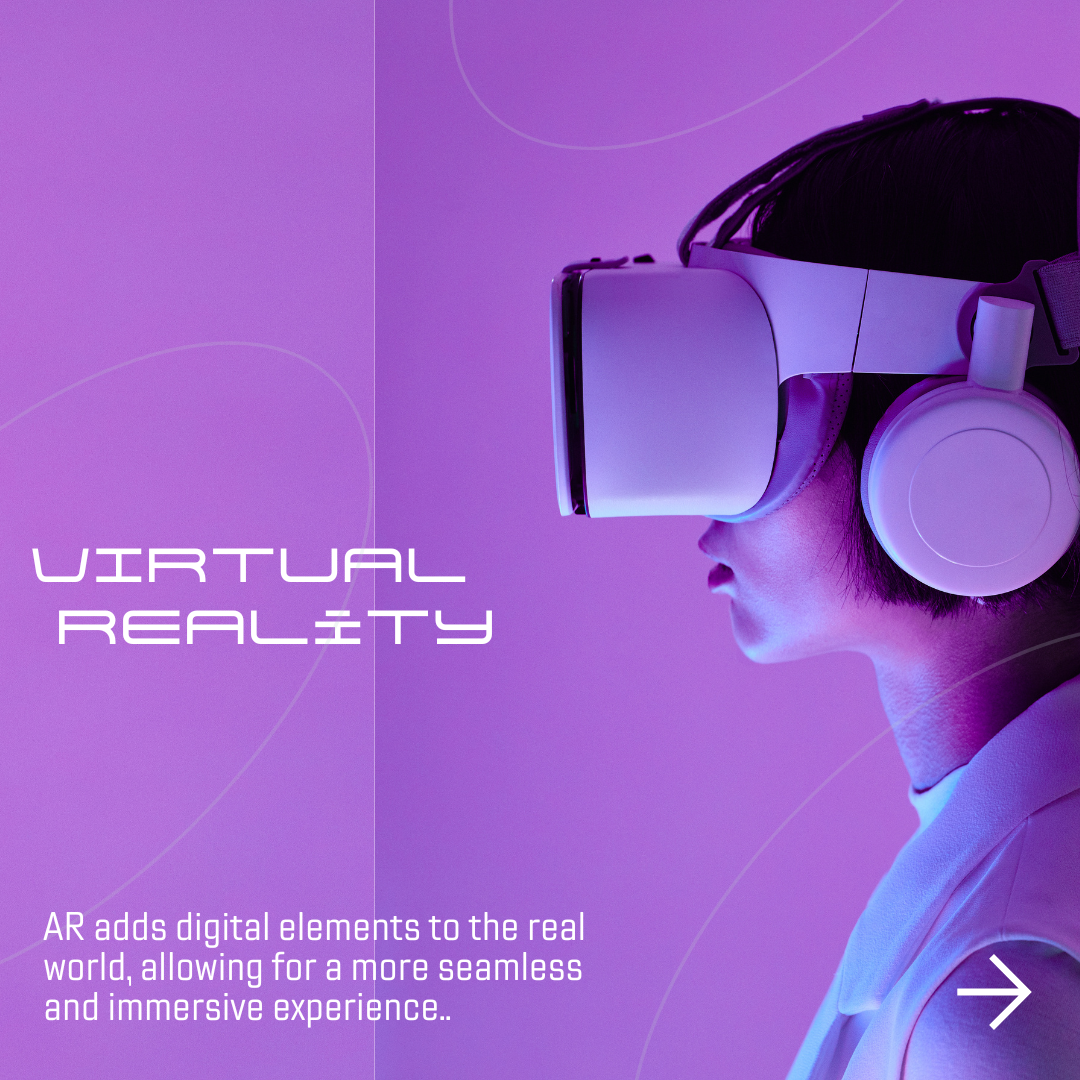 VIRTUAL
REALITY
AR adds digital elements to the real
world, allowing for a more seamless
and immersive experience..